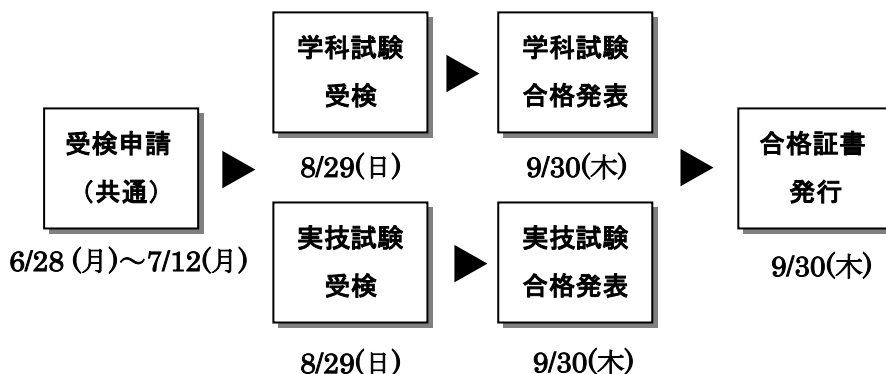 受検申請
（共通）
6/28 (月)～7/12(月)
学科試験
受検
8/29(日)
学科試験
合格発表
9/30(木)
実技試験
受検
8/29(日)
実技試験
合格発表
9/30(木)
合格証書
発行
9/30(木)